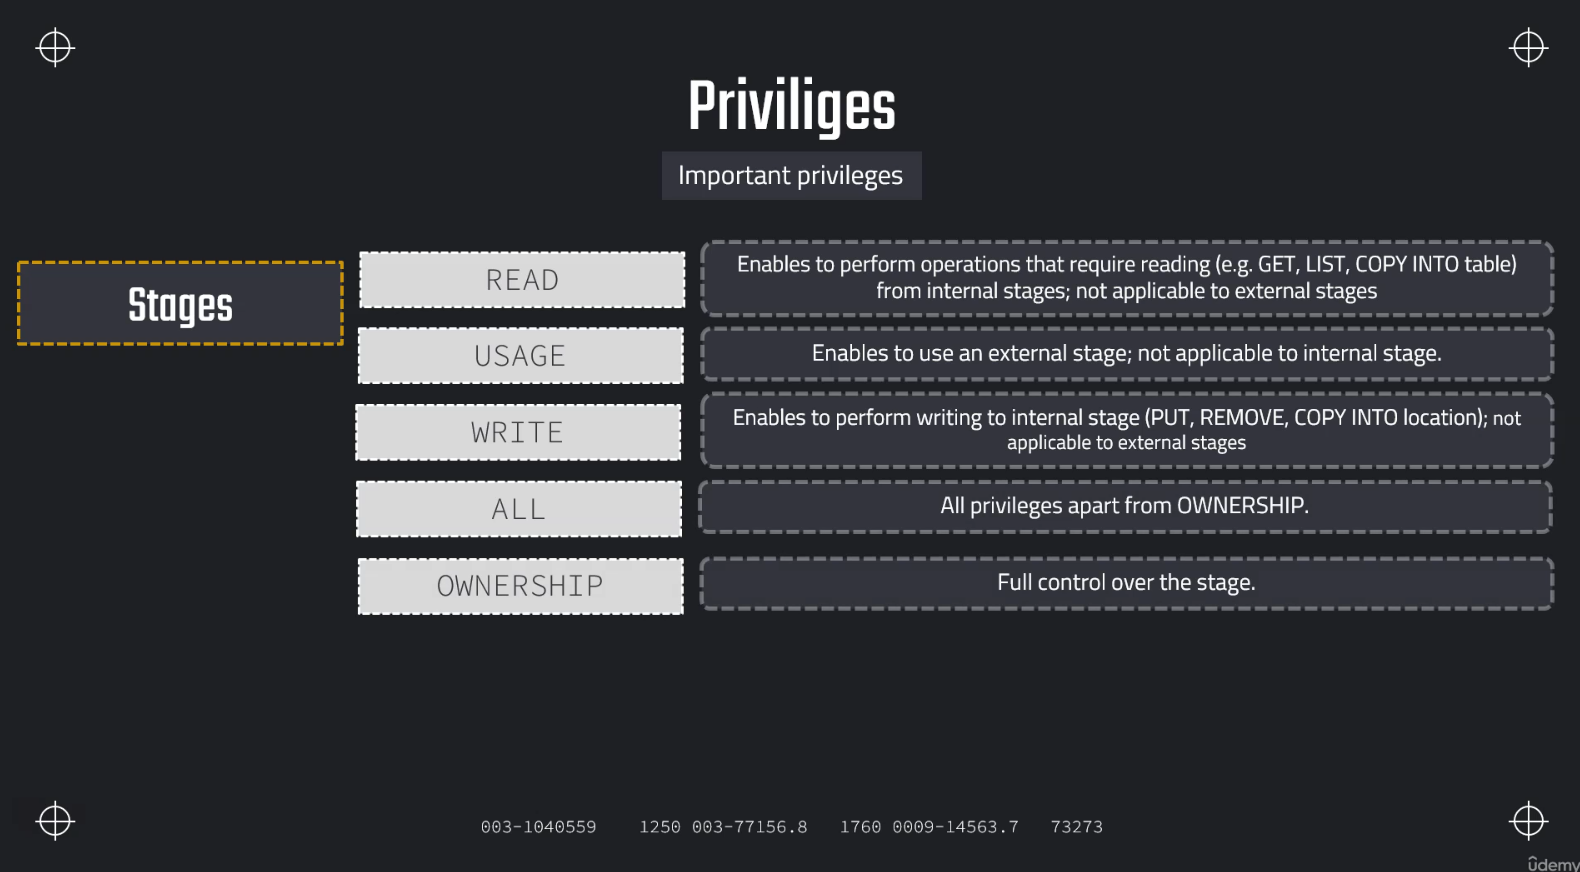 Priviliges
Important privileges
Stages
READ
Enables to perform operations that require reading (e.g. GET, LIST, COPY INTO table)
from internal stages; not applicable to external stages
USAGE
Enables to use an external stage; not applicable to internal stage.
WRITE
Enables to perform writing to internal stage (PUT, REMOVE, COPY INTO location); not
applicable to external stages
ALL
All privileges apart from OWNERSHIP.
OWNERSHIP
Full control over the stage.
003-1040559 1250 003-77156.8 1760 0009-14563.7 73273
ûdemy